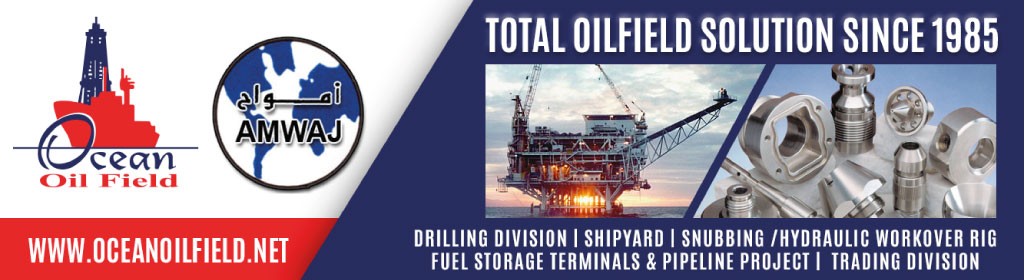 Ocean
Oil Field
أمواج
AMWAJ
WWW.OCEANOILFIELD.NET
TOTAL OILFIELD SOLUTION SINCE 1985
DRILLING DIVISION | SHIPYARD | SNUBBING /HYDRAULIC WORKOVER RIG
FUEL STORAGE TERMINALS & PIPELINE PROJECT | TRADING DIVISION